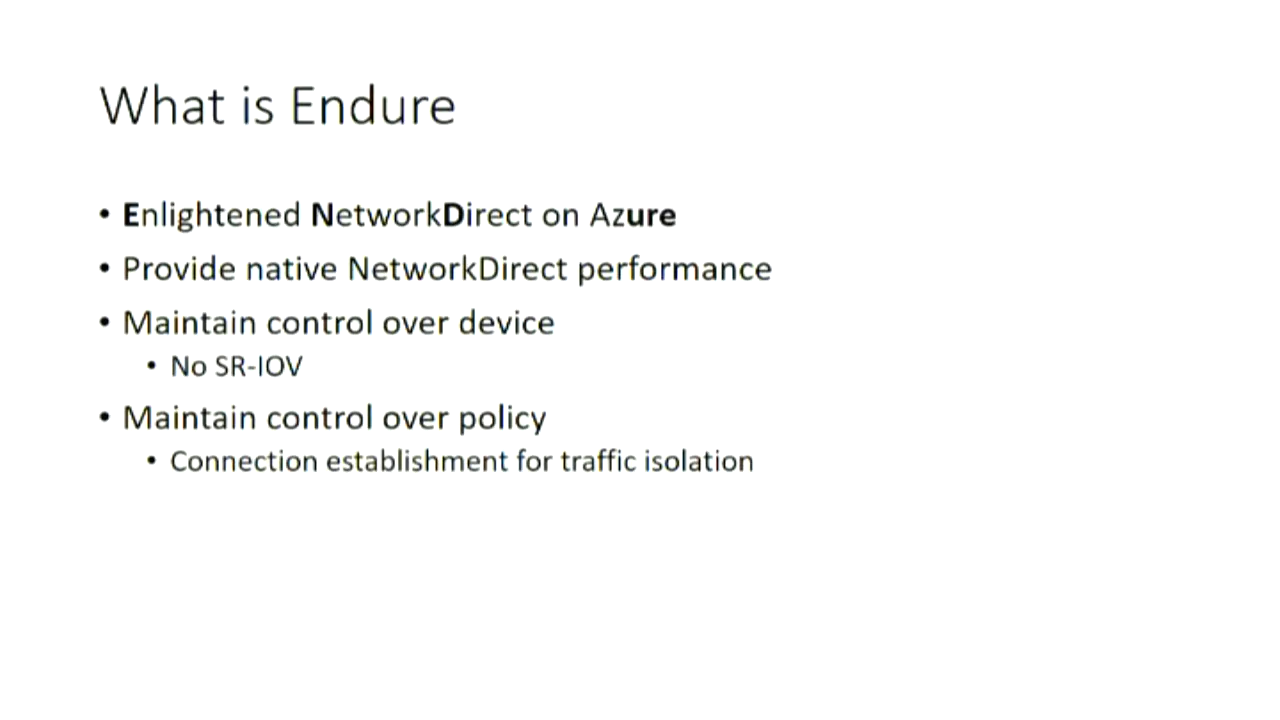 What is Endure
• Enlightened NetworkDirect on Azure
• Provide native NetworkDirect performance
• Maintain control over device
• No SR-IOV
• Maintain control over policy
• Connection establishment for traffic isolation